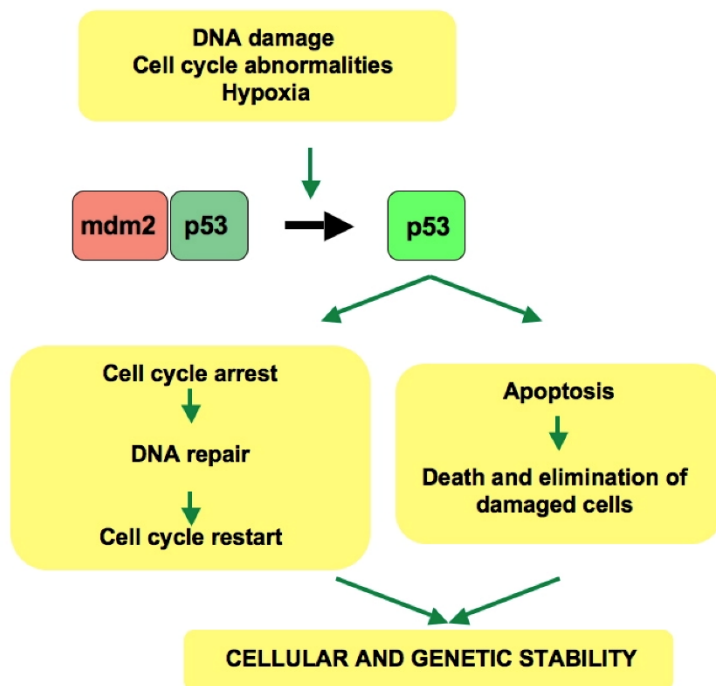 DNA damage
Cell cycle abnormalities
Hypoxia
mdm2 p53
p53
Cell cycle arrest
DNA repair
Cell cycle restart
Apoptosis
Death and elimination of
damaged cells
CELLULAR AND GENETIC STABILITY